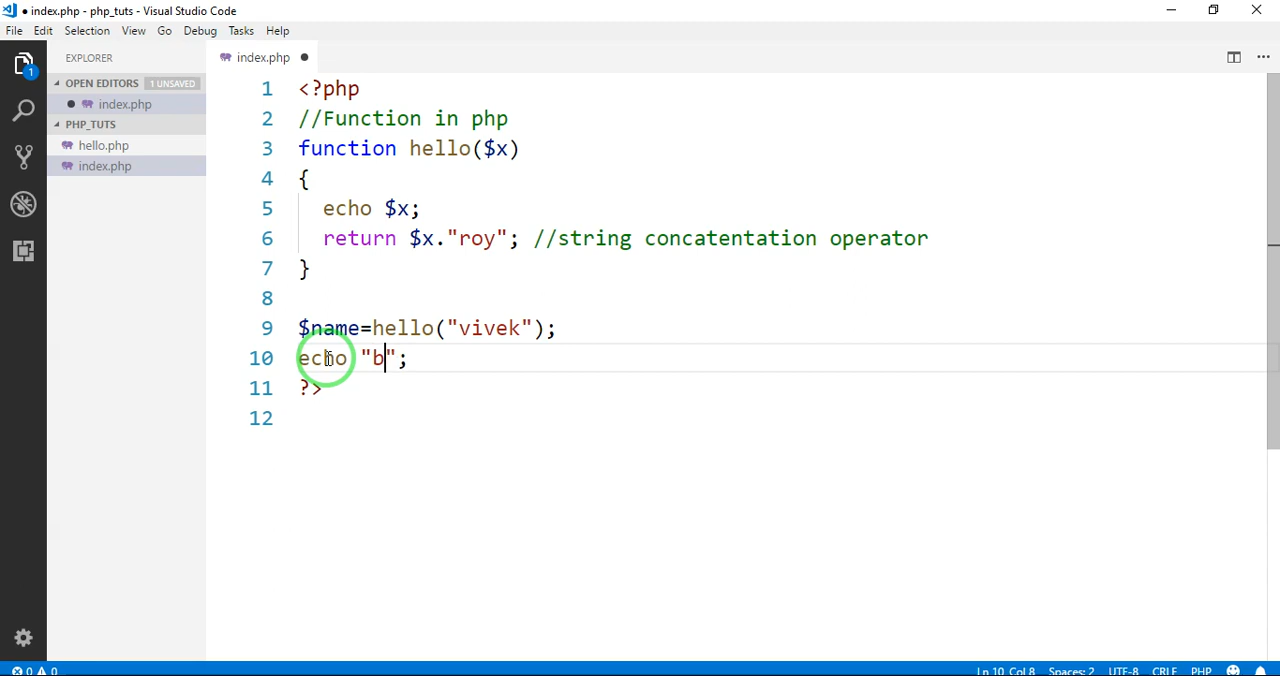 ● index.php - php_tuts - Visual Studio Code
File Edit Selection View Go Debug Tasks Help
EXPLORER
index.php ●
1
OPEN EDITORS 1 UNSAVED
● index.php
PHP_TUTS
hello.php
index.php
1 <?php
2 //Function in php
3 function hello($x)
4 {
5 echo $x;
6 return $x."roy"; //string concatentation operator
7 }
8
9 $name=hello("vivek");
10 echo "b";
11 ?>
12
0 0 Ln 10, Col 8 Spaces: 2 UTF-8 CRLF PHP